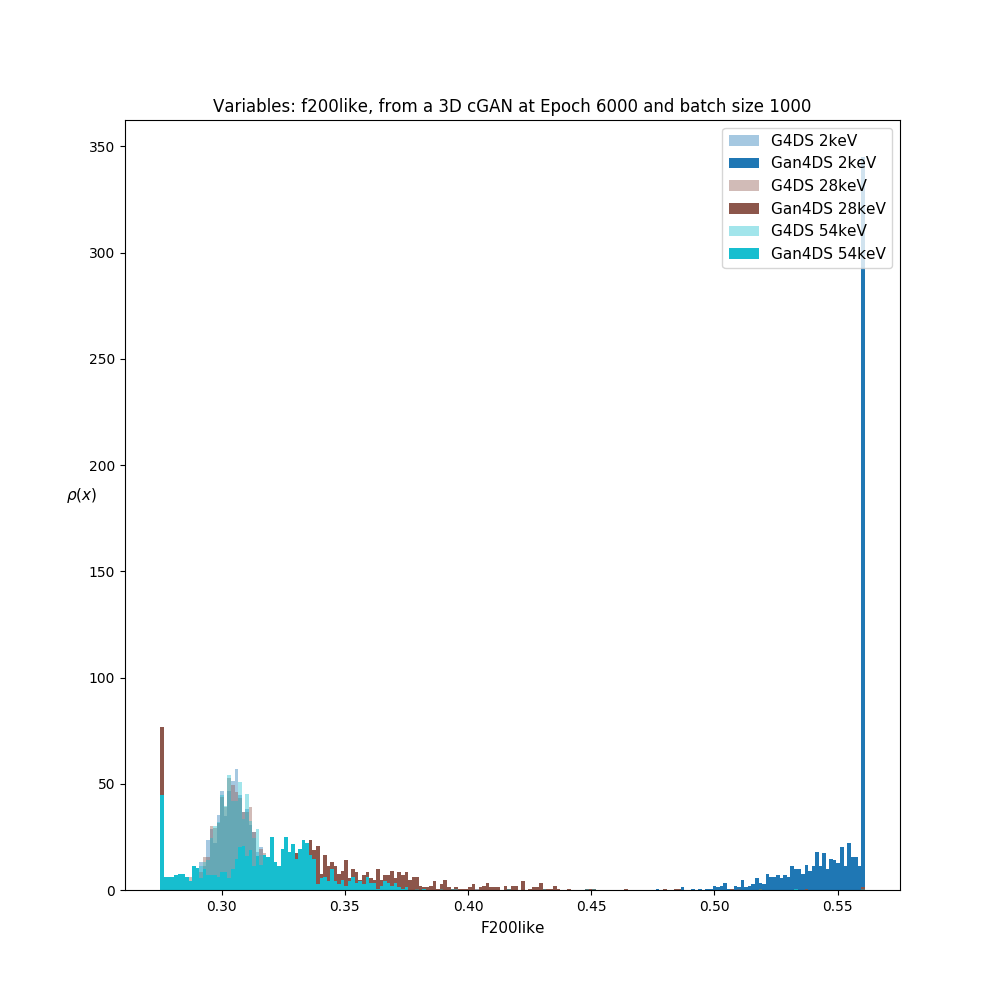 Variables: f200like, from a 3D cGAN at Epoch 6000 and batch size 1000
G4DS 2keV
Gan4DS 2keV
G4DS 28keV
Gan4DS 28keV
G4DS 54keV
Gan4DS 54keV
350
300
250
200
150
100
50
0
ρ(x)
0.30 0.35 0.40 0.45 0.50 0.55
F200like